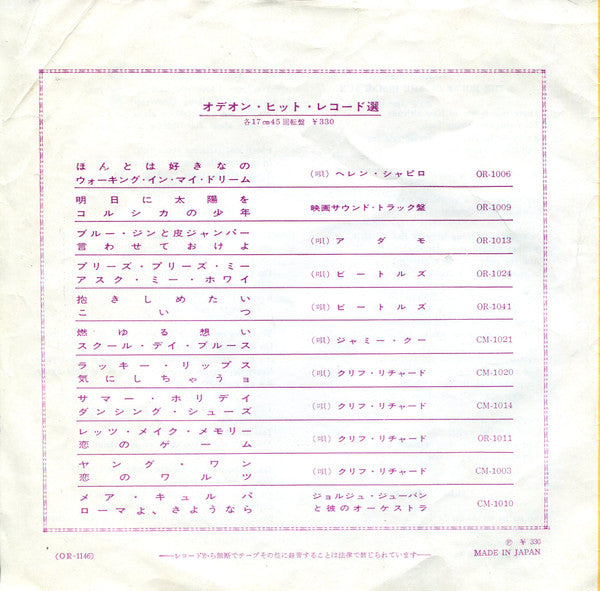 オデオン・ヒット・レコード選
各17㎝45回転盤 ¥330
ほんとは好きなの
ウォーキング・イン・マイ・ドリーム (唄) ヘレン・シャピロ OR-1006
明日に太陽を
コルシカの少年 映画サウンド・トラック盤 OR-1009
ブルー・ジンと皮ジャンパー
言わせておけよ (唄) アダモ OR-1013
プリーズ・プリーズ・ミー
アスク・ミー・ホワイ (唄) ビートルズ OR-1024
抱きしめたい
こいつ (唄) ビートルズ OR-1041
燃ゆる想い
スクール・デイ・ブルース (唄) ジャミー・クー CM-1021
ラッキー・リップス
気にしちゃうョ (唄) クリフ・リチャード CM-1020
サマー・ホリデイ
ダンシング・シューズ (唄) クリフ・リチャード CM-1014
レッツ・メイク・メモリー
恋のゲーム (唄) クリフ・リチャード OR-1011
ヤング・ワン
恋のワルツ (唄) クリフ・リチャード CM-1003
メア・キュルパ ジョルジュ・ジューバン
ローマよ、さようなら と彼のオーケストラ CM-1010
(OR-1146)
レコードから無断でテープその他に録音することは法律で禁じられています
Ⓟ ¥330
MADE IN JAPAN